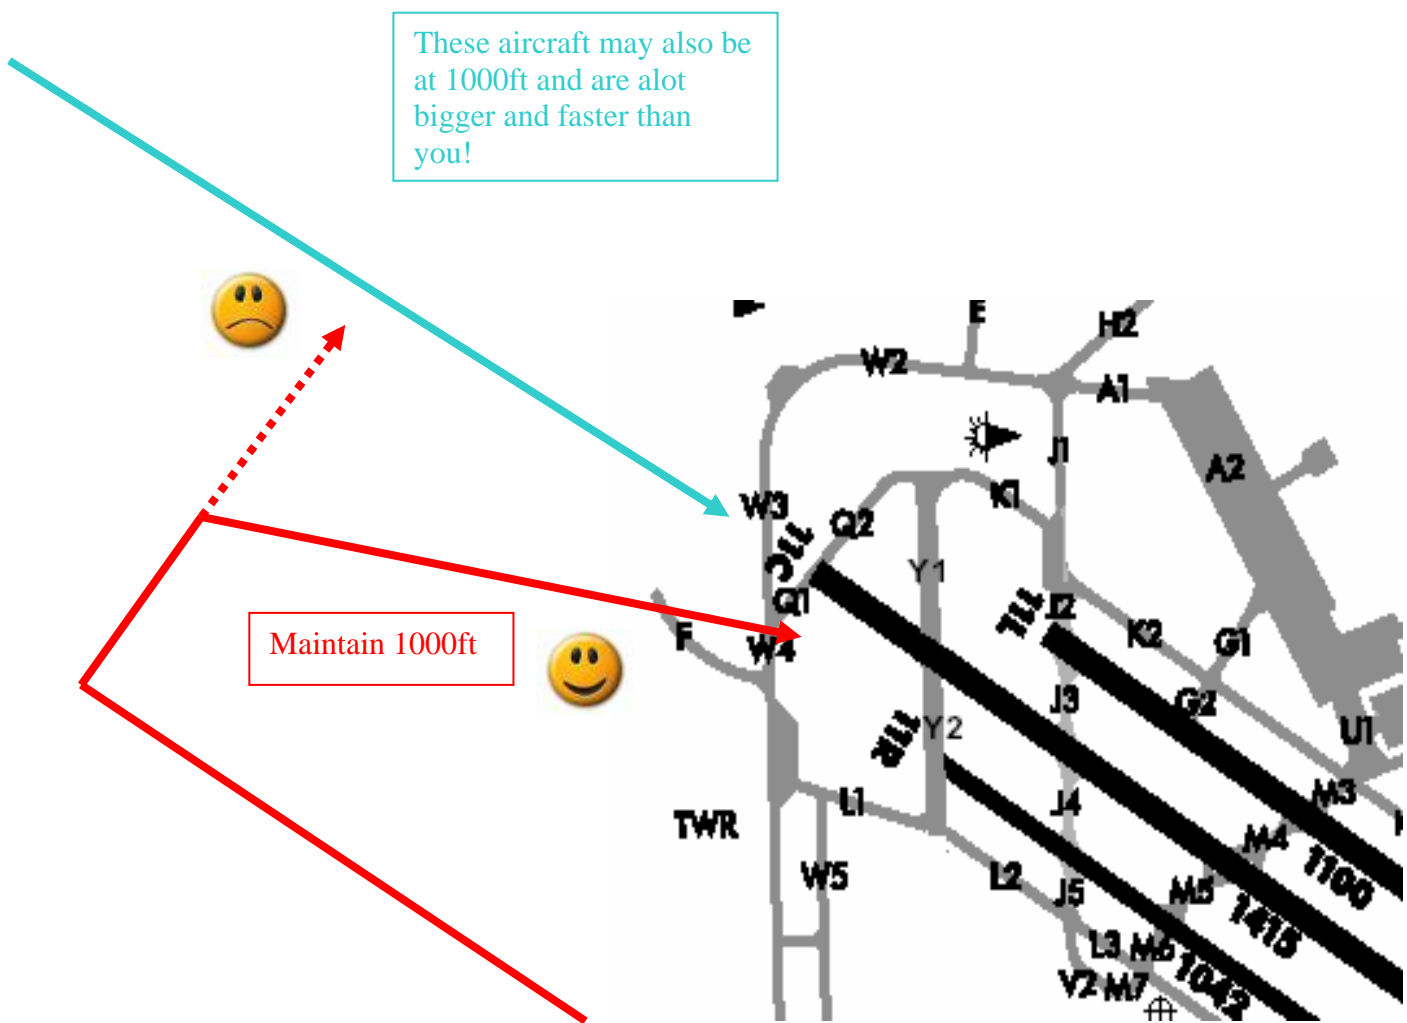 These aircraft may also be
at 1000ft and are alot
bigger and faster than
you!
E
H2
W2
A1
J1
A2
W3
Q2
K1
11C
Y1
Q1
11L
J2
Maintain 1000ft
F
W4
K2
G1
J3
G2
11R
Y2
U1
M3
J4
TWR
L1
M4
1100
W5
L2
J5
M5
1415
L3
M6
V2
M7
1042